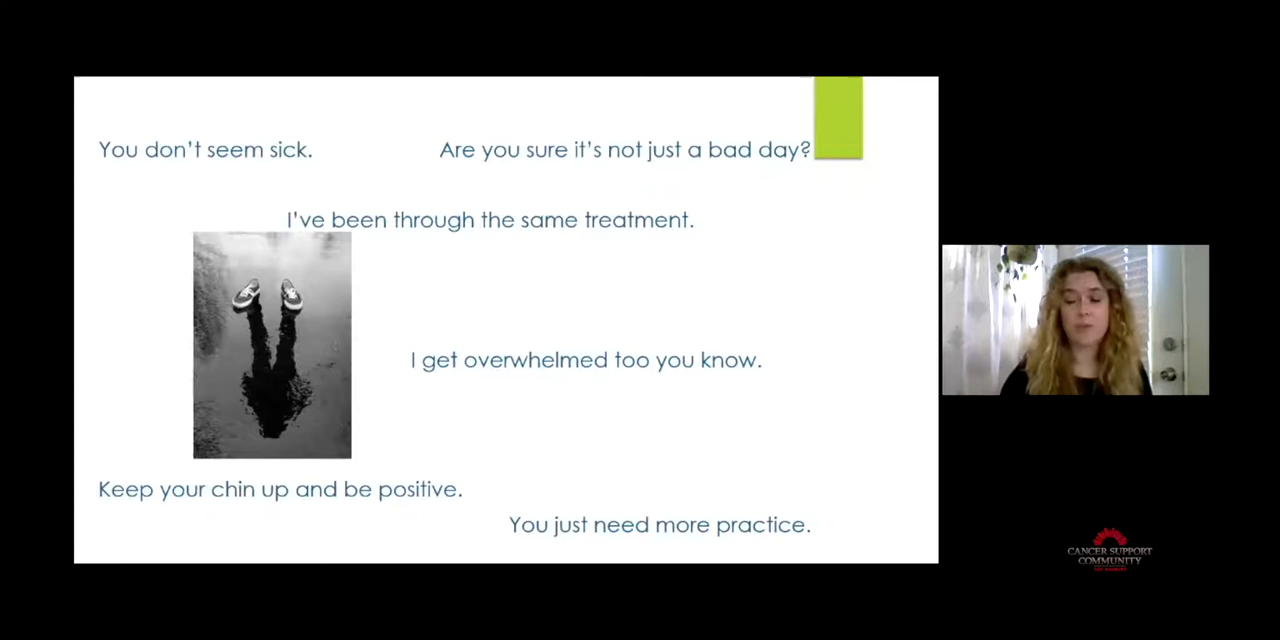 You don't seem sick.
Are you sure it's not just a bad day?
I've been through the same treatment.
I get overwhelmed too you know.
Keep your chin up and be positive.
You just need more practice.
CANCER SUPPORT
COMMUNITY